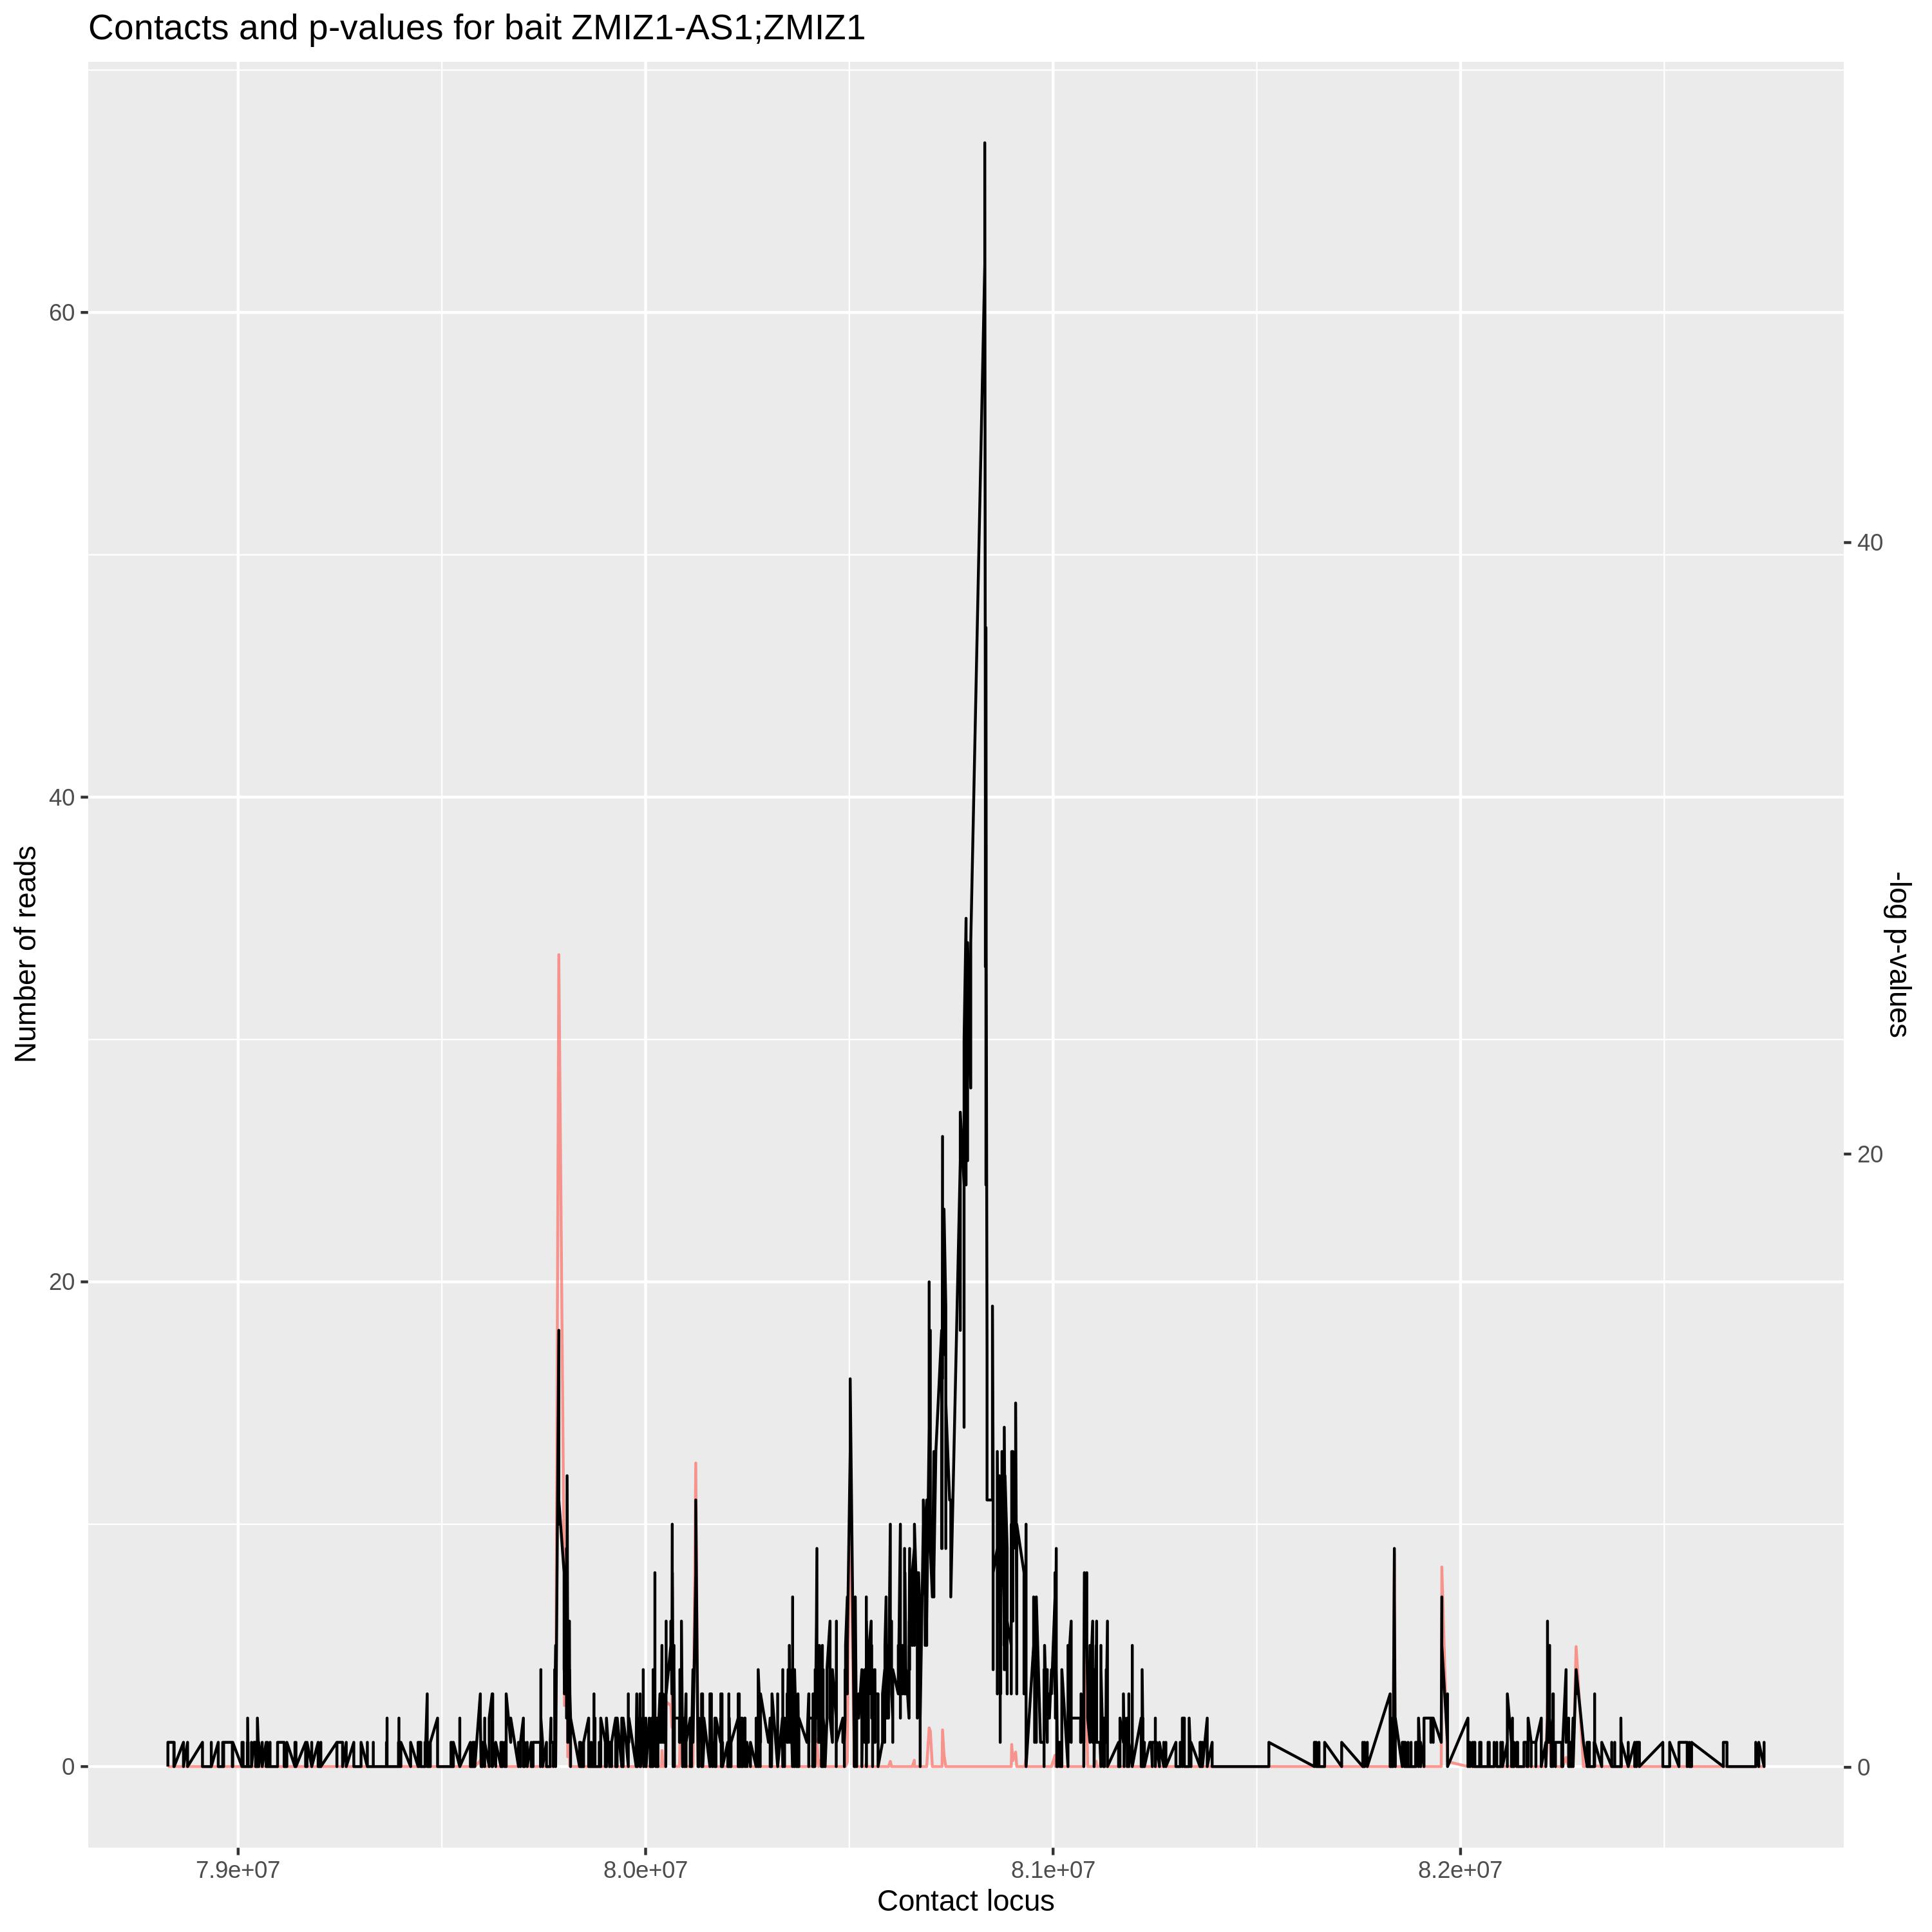 Contacts and p-values for bait ZMIZ1-AS1;ZMIZ1
60
40
20
0
Number of reads
40
20
0
-log p-values
7.9e+07 8.0e+07 8.1e+07 8.2e+07
Contact locus